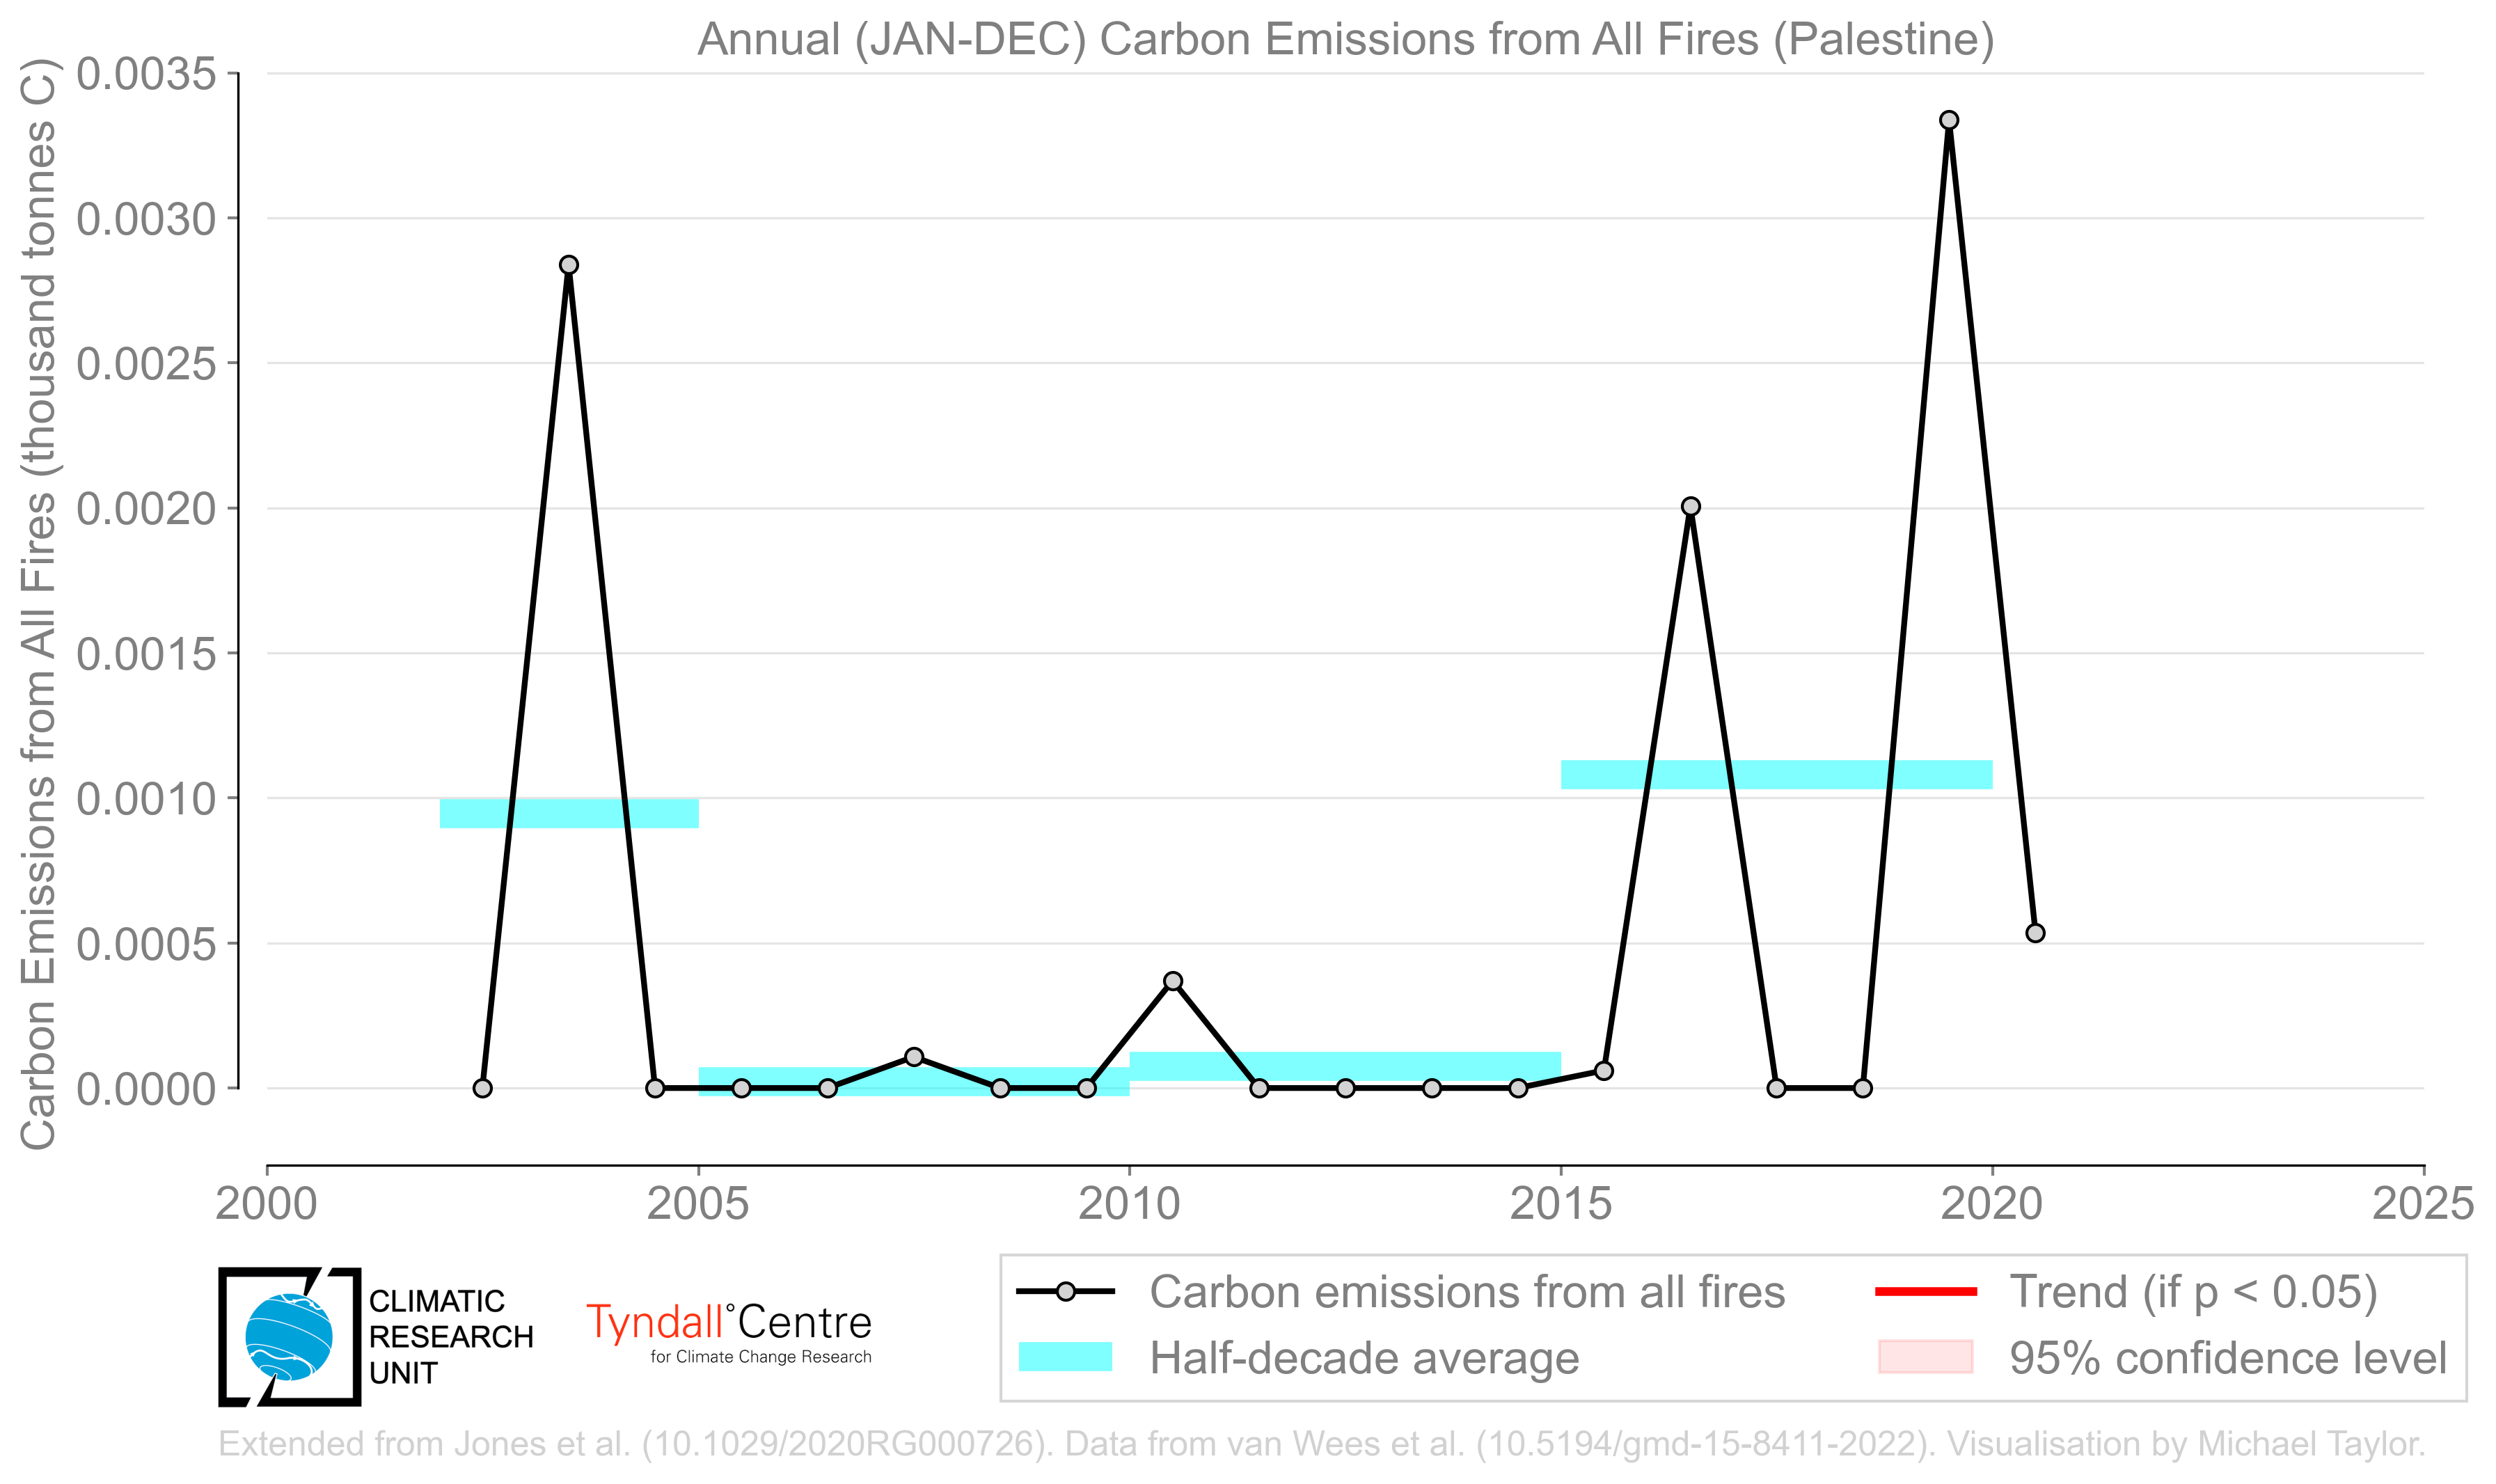 Annual (JAN-DEC) Carbon Emissions from All Fires (Palestine)
Carbon Emissions from All Fires (thousand tonnes C)
0.0035
0.0030
0.0025
0.0020
0.0015
0.0010
0.0005
0.0000
2000 2005 2010 2015 2020 2025
CLIMATIC
RESEARCH
UNIT
Tyndall°Centre
for Climate Change Research
Carbon emissions from all fires
Half-decade average
Trend (if p < 0.05)
95% confidence level
Extended from Jones et al. (10.1029/2020RG000726). Data from van Wees et al. (10.5194/gmd-15-8411-2022). Visualisation by Michael Taylor.